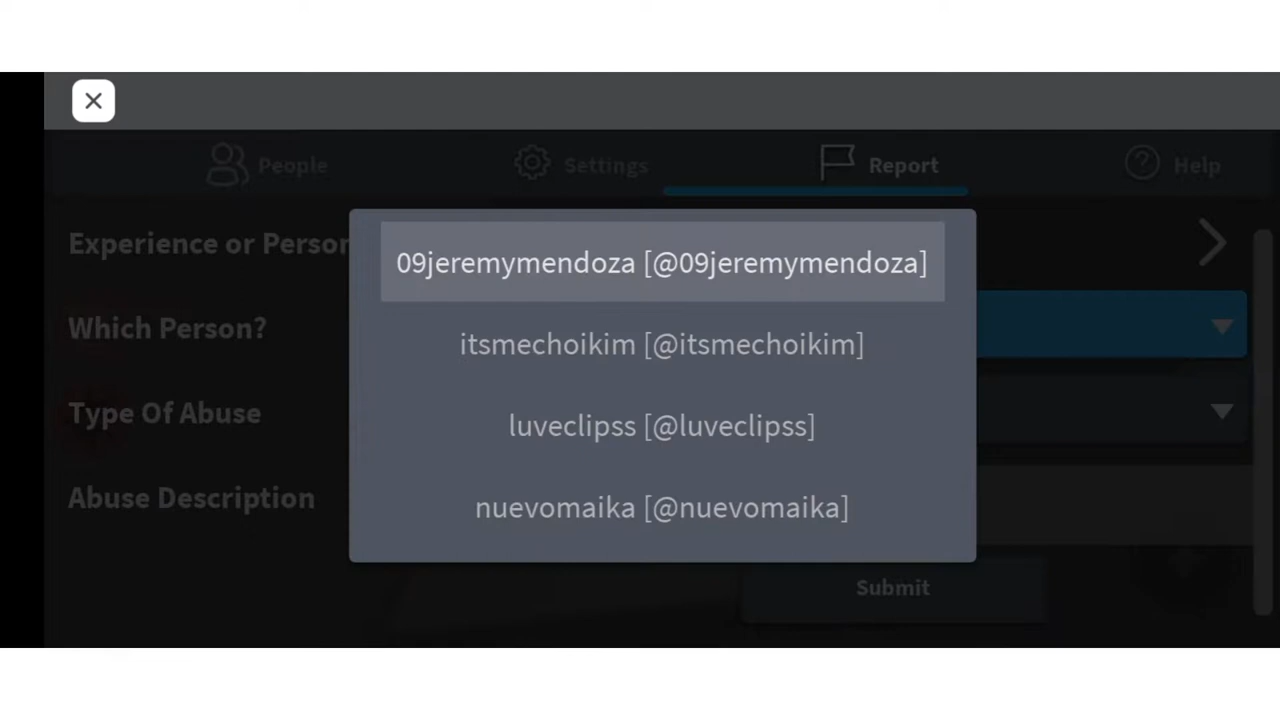 People
Settings
Report
Help
Experience or Person
Which Person?
Type Of Abuse
Abuse Description
09jeremymendoza [@09jeremymendoza]
itsmechoikim [@itsmechoikim]
luveclipss [@luveclipss]
nuevomaika [@nuevomaika]
Submit